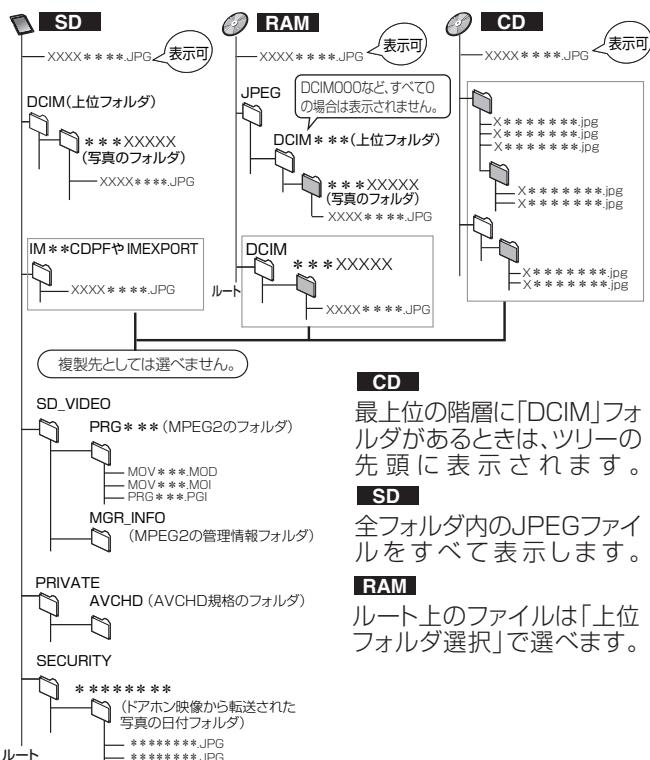 SD
XXXX＊＊＊＊.JPG
表示可
DCIM（上位フォルダ）
＊＊＊XXXXX
（写真のフォルダ）
XXXX＊＊＊＊.JPG
IM＊＊CDPFや IMEXPORT
XXXX＊＊＊＊.JPG
RAM
XXXX＊＊＊＊.JPG
表示可
JPEG
DCIM000など、すべて0
の場合は表示されません。
DCIM＊＊＊（上位フォルダ）
＊＊＊XXXXX
（写真のフォルダ）
XXXX＊＊＊＊.JPG
DCIM
＊＊＊XXXXX
XXXX＊＊＊＊.JPG
ルート
CD
XXXX＊＊＊＊.JPG
表示可
X＊＊＊＊＊＊＊.jpg
X＊＊＊＊＊＊＊.jpg
X＊＊＊＊＊＊＊.jpg
X＊＊＊＊＊＊＊.jpg
X＊＊＊＊＊＊＊.jpg
X＊＊＊＊＊＊＊.jpg
X＊＊＊＊＊＊＊.jpg
複製先としては選べません。
SD_VIDEO
PRG＊＊＊（MPEG2のフォルダ）
MOV＊＊＊.MOD
MOV＊＊＊.MOI
PRG＊＊＊.PGI
MGR_INFO
（MPEG2の管理情報フォルダ）
PRIVATE
AVCHD（AVCHD規格のフォルダ）
SECURITY
＊＊＊＊＊＊＊＊
（ドアホン映像から転送された
写真の日付フォルダ）
＊＊＊＊＊＊＊＊.JPG
＊＊＊＊＊＊＊＊.JPG
ルート
CD
最上位の階層に「DCIM」フォ
ルダがあるときは、ツリーの
先頭に表示されます。
SD
全フォルダ内のJPEGファイ
ルをすべて表示します。
RAM
ルート上のファイルは「上位
フォルダ選択」で選べます。